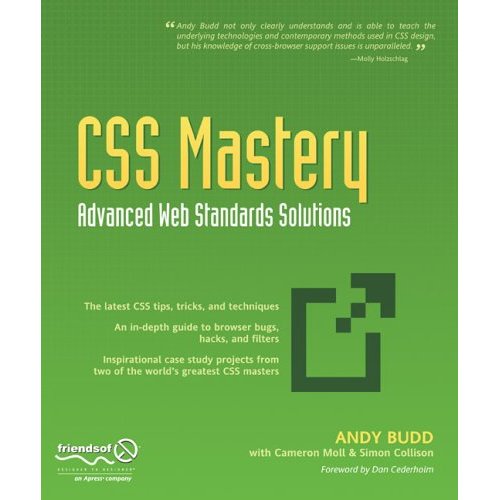 “Andy Budd not only clearly understands and is able to teach the
underlying technologies and contemporary methods used in CSS design,
but his knowledge of cross-browser support issues is unparalleled.”
—Molly Holzschlag
CSS Mastery
Advanced Web Standards Solutions
The latest CSS tips, tricks, and techniques
An in-depth guide to browser bugs,
hacks, and filters
Inspirational case study projects from
two of the world's greatest CSS masters
ANDY BUDD
with Cameron Moll & Simon Collison
Foreword by Dan Cederholm
friendsof
DESIGNER TO DESIGNER™
an Apress® company